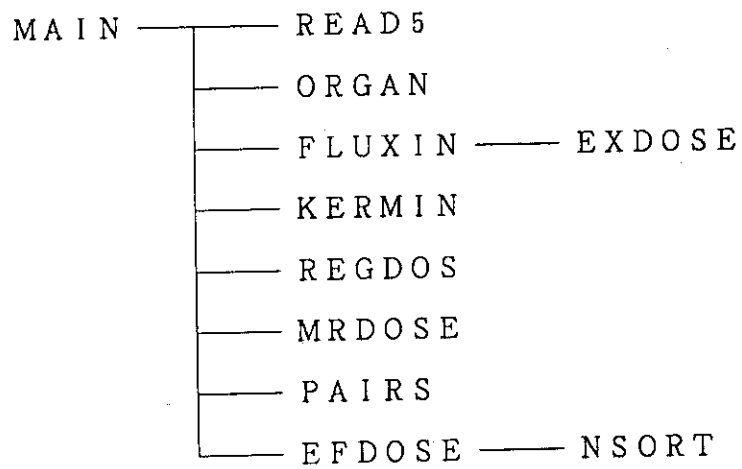 MAIN READ5
ORGAN
FLUXIN EXDOSE
KERMIN
REGDOS
MRDOSE
PAIRS
EFDOSE NSORT